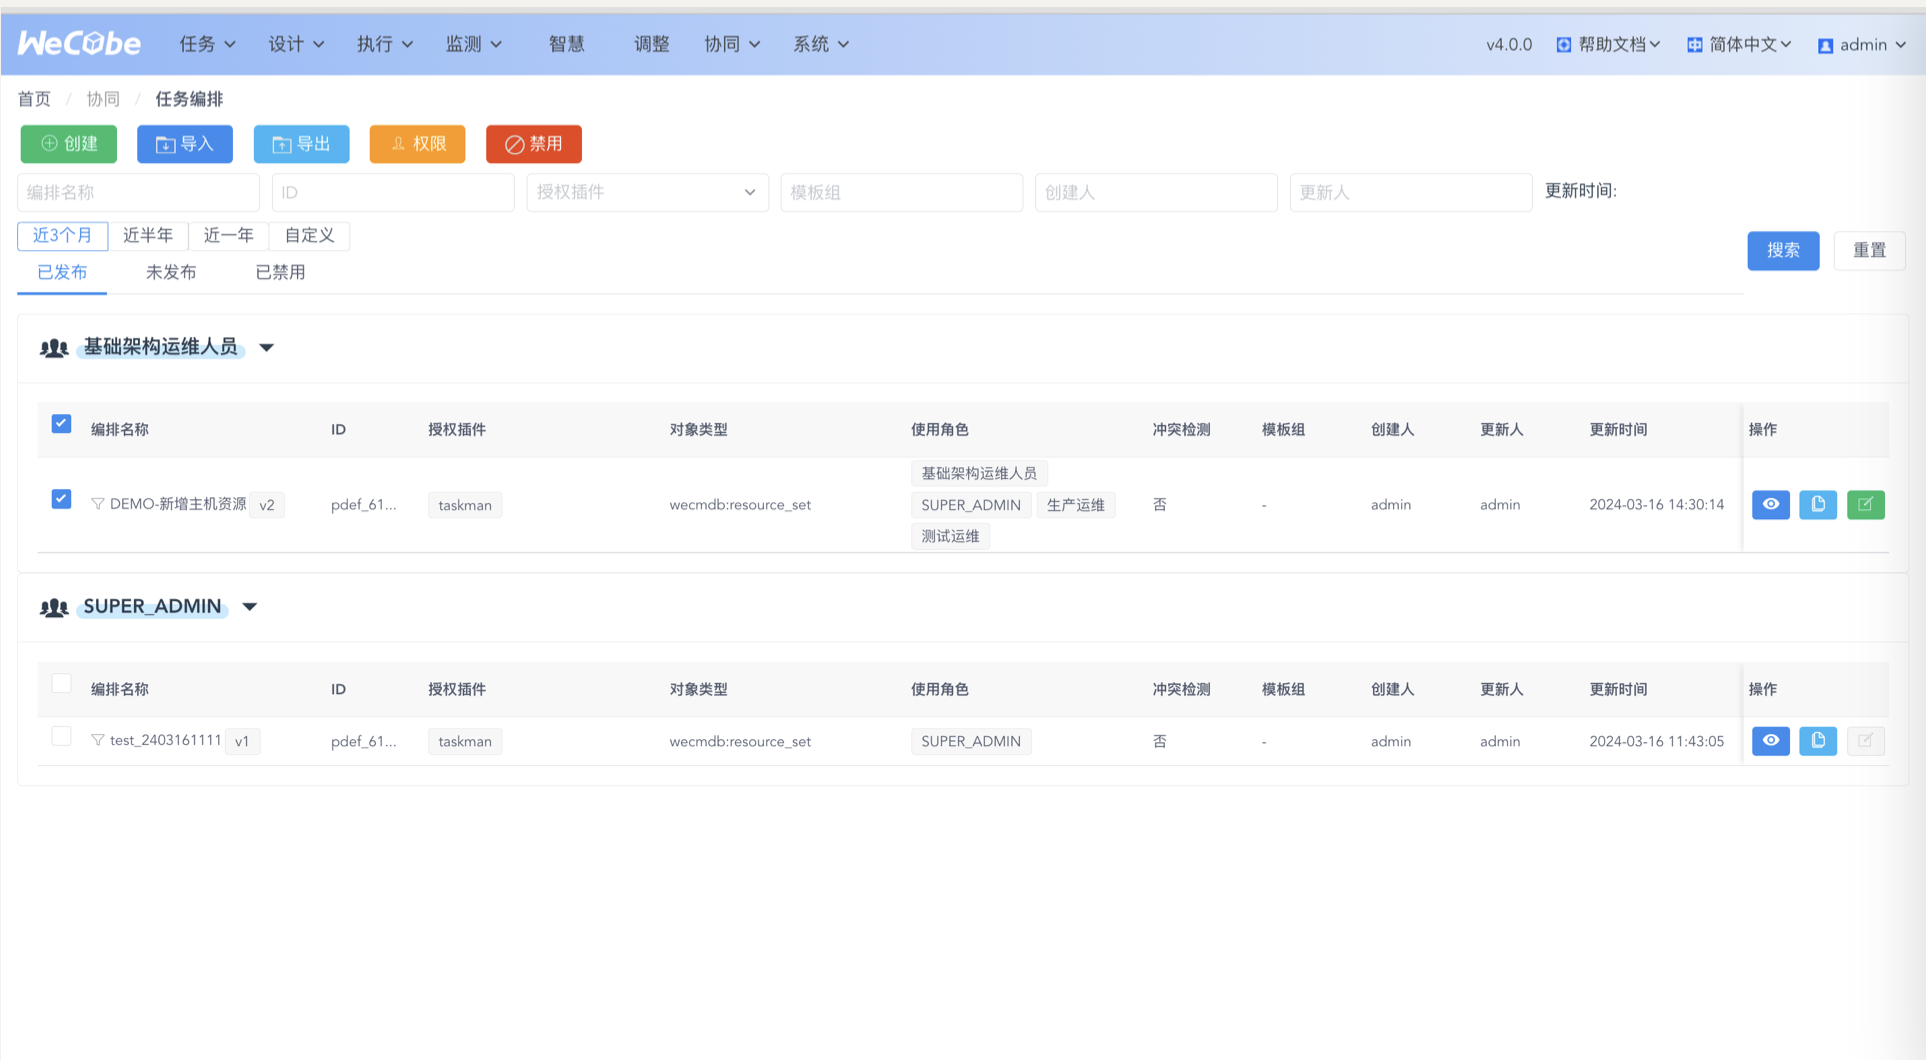 WeCube 任务 设计 执行 监测 智慧 调整 协同 系统 v4.0.0 帮助文档 简体中文 admin
首页 / 协同 / 任务编排
创建 导入 导出 权限 禁用
编排名称 ID 授权插件 模板组 创建人 更新人 更新时间:
近3个月 近半年 近一年 自定义
搜索 重置
已发布 未发布 已禁用
基础架构运维人员
编排名称 ID 授权插件 对象类型 使用角色 冲突检测 模板组 创建人 更新人 更新时间 操作
基础架构运维人员
DEMO-新增主机资源 v2 pdef_61... taskman wecmdb:resource_set SUPER_ADMIN 生产运维 否 - admin admin 2024-03-16 14:30:14
测试运维
SUPER_ADMIN
编排名称 ID 授权插件 对象类型 使用角色 冲突检测 模板组 创建人 更新人 更新时间 操作
test_2403161111 v1 pdef_61... taskman wecmdb:resource_set SUPER_ADMIN 否 - admin admin 2024-03-16 11:43:05